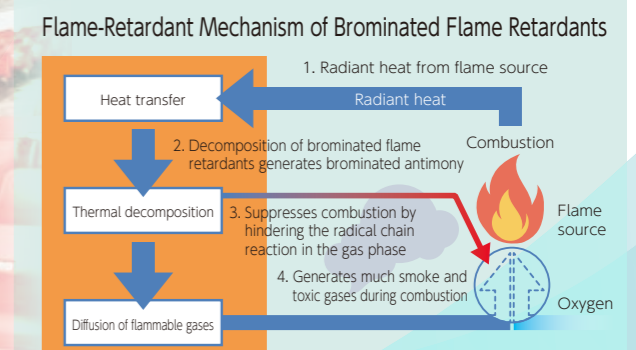 Flame-Retardant Mechanism of Brominated Flame Retardants
1. Radiant heat from flame source
Heat transfer
Radiant heat
2. Decomposition of brominated flame
retardants generates brominated antimony
Combustion
Thermal decomposition
3. Suppresses combustion by
hindering the radical chain
reaction in the gas phase
Flame
source
4. Generates much smoke and
toxic gases during combustion
Oxygen
Diffusion of flammable gases